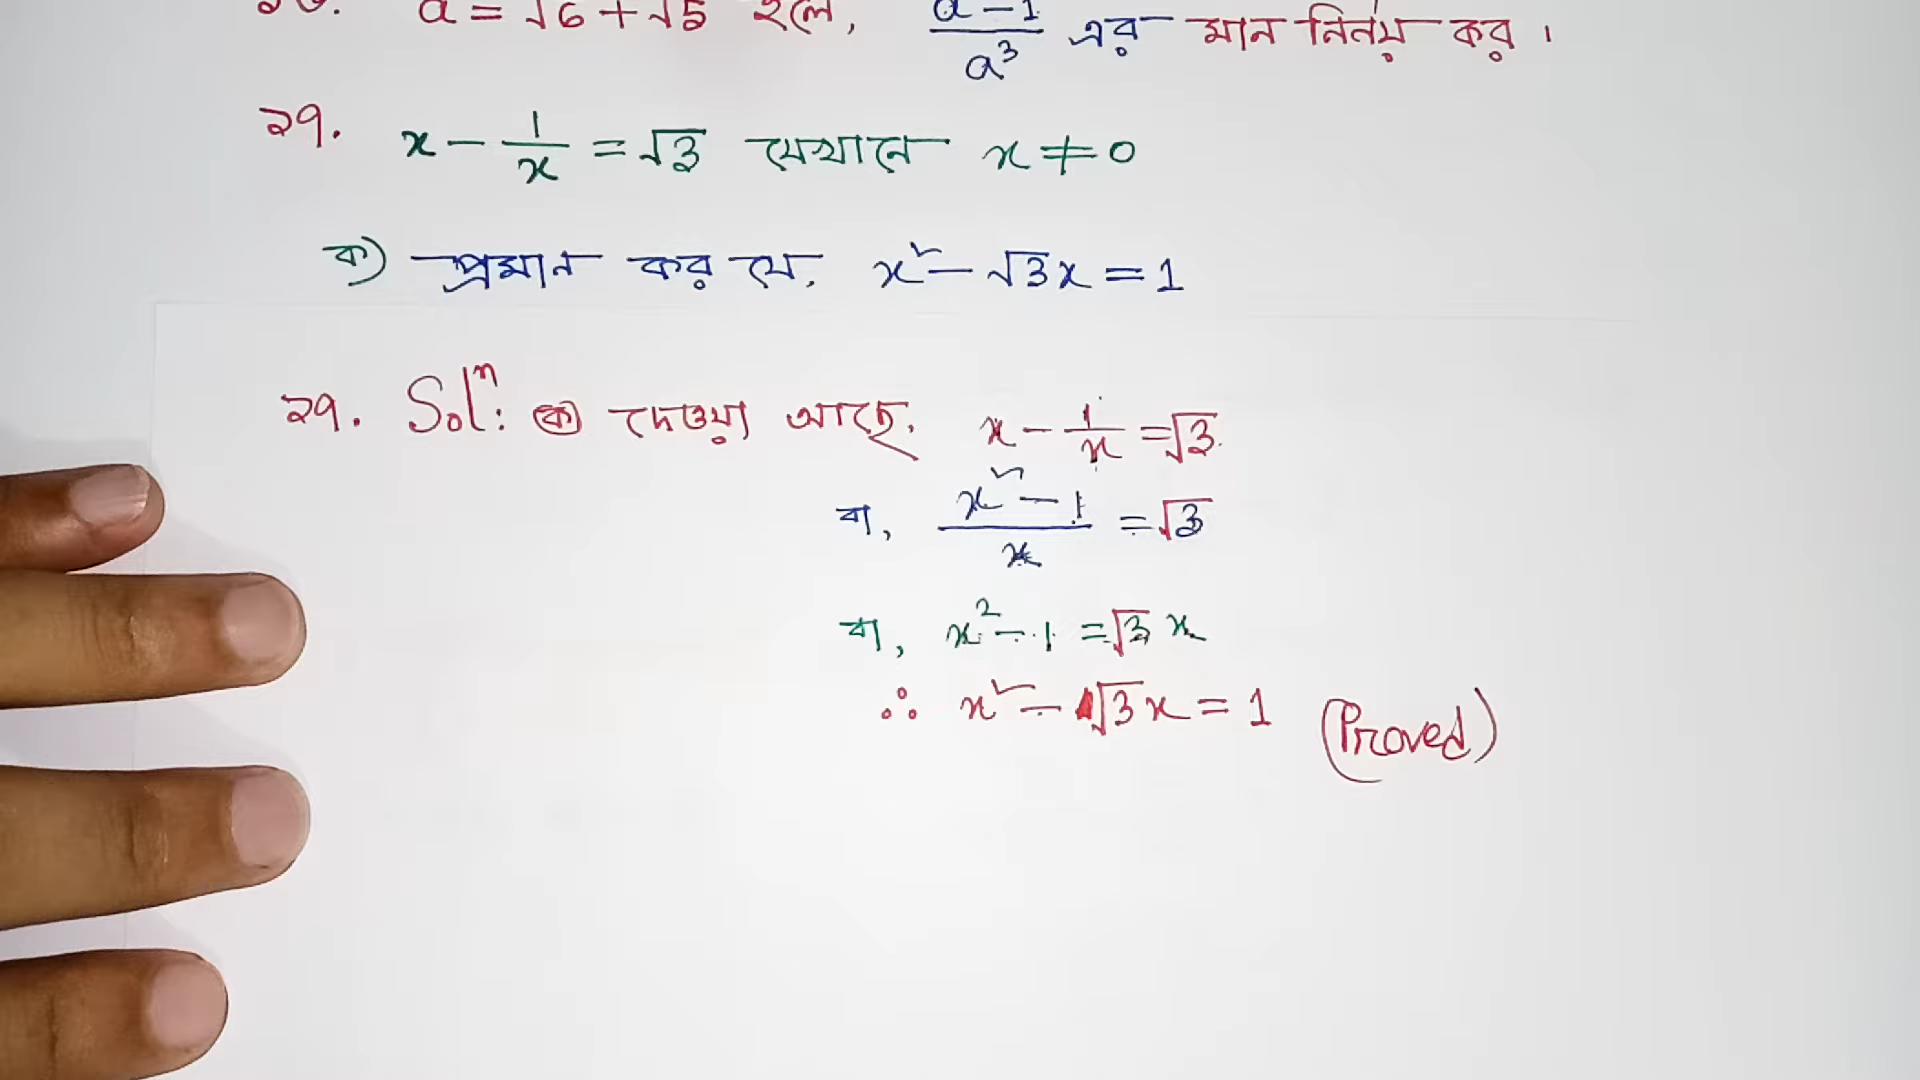 a = √6 + √5 হলে, a - 1 / a³ এর মান নির্নয় কর।
২৭. x - 1/x = √3 যেখানে x ≠ 0
ক) প্রমান কর যে, x² - √3x = 1
২৭. Solⁿ: ক দেওয়া আছে, x - 1/x = √3
বা, x² - 1 / x = √3
বা, x² - 1 = √3 x
∴ x² - √3x = 1 (Proved)